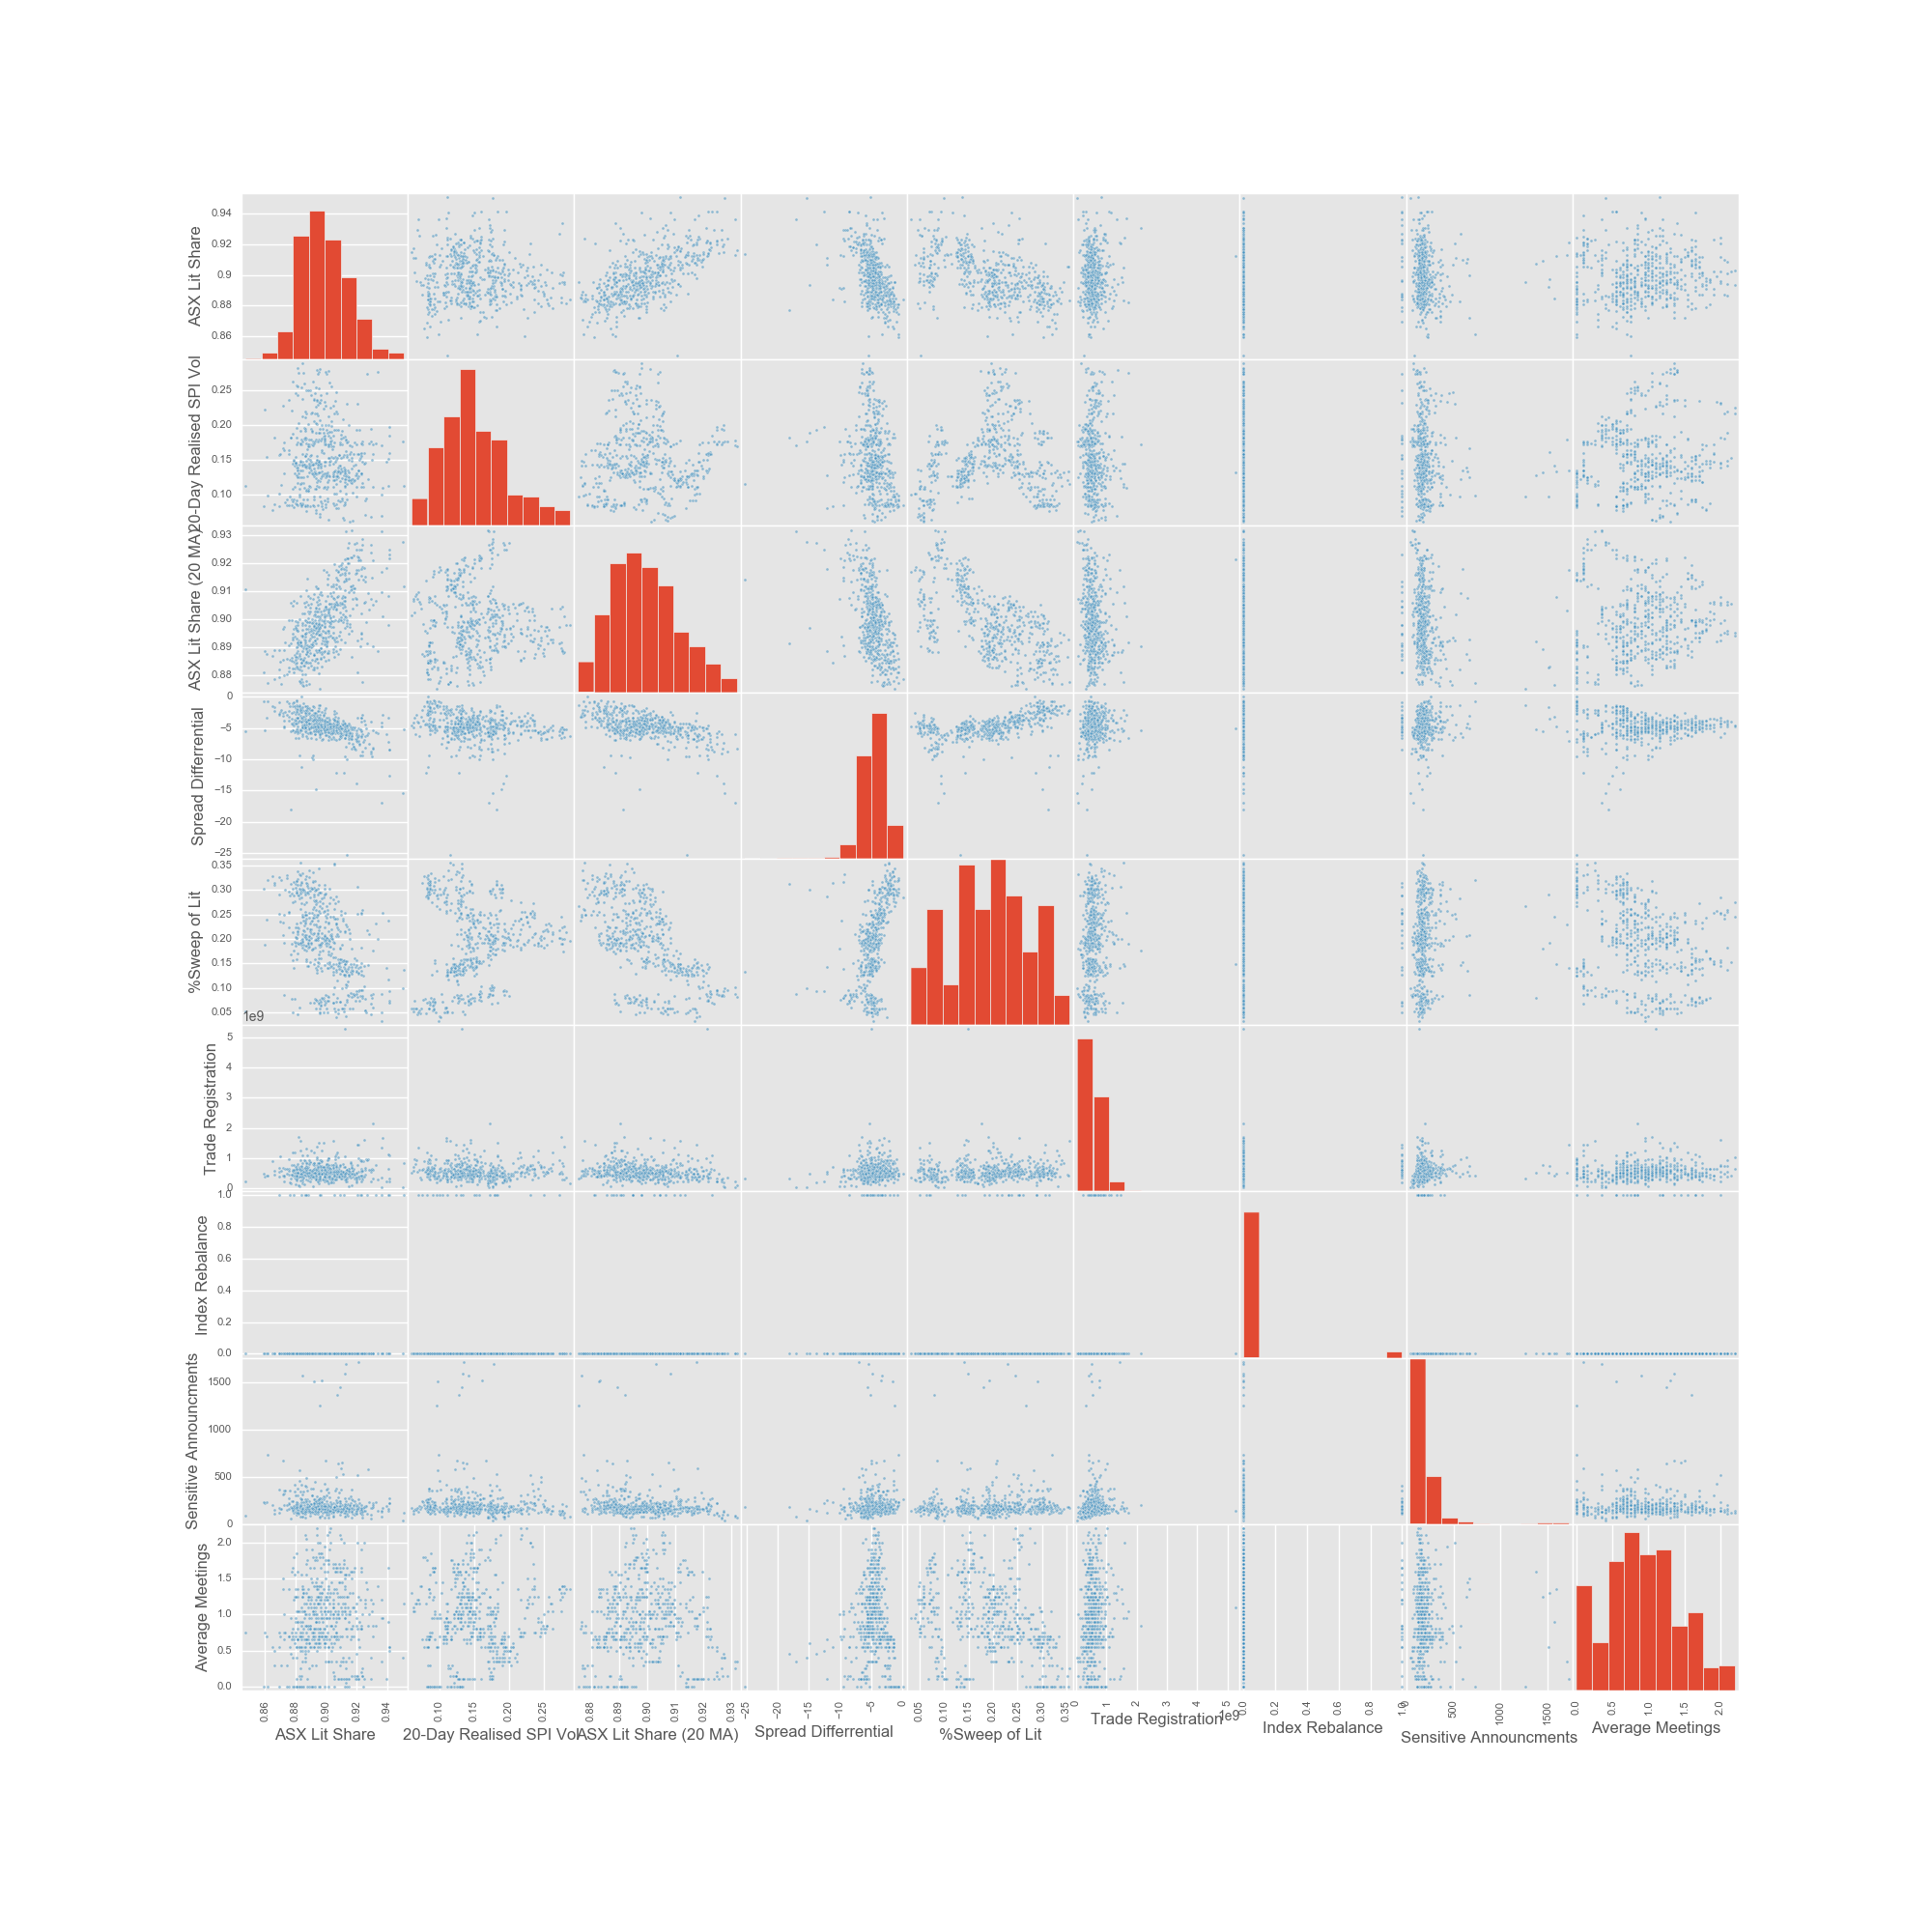 ASX Lit Share
0.94
0.92
0.9
0.88
0.86
20-Day Realised SPI Vol
0.25
0.20
0.15
0.10
ASX Lit Share (20 MA)
0.93
0.92
0.91
0.90
0.89
0.88
Spread Differrential
0
−5
−10
−15
−20
−25
%Sweep of Lit
0.35
0.30
0.25
0.20
0.15
0.10
0.05
1e9
Trade Registration
5
4
3
2
1
0
Index Rebalance
1.0
0.8
0.6
0.4
0.2
0.0
Sensitive Announcments
1500
1000
500
0
Average Meetings
2.0
1.5
1.0
0.5
0.0
0.86 0.88 0.90 0.92 0.94
ASX Lit Share
0.10 0.15 0.20 0.25
20-Day Realised SPI Vol
0.88 0.89 0.90 0.91 0.92 0.93
ASX Lit Share (20 MA)
−25 −20 −15 −10 −5 0
Spread Differrential
0.05 0.10 0.15 0.20 0.25 0.30 0.35
%Sweep of Lit
0 1 2 3 4 5
1e9
Trade Registration
0.0 0.2 0.4 0.6 0.8 1.0
Index Rebalance
0 500 1000 1500
Sensitive Announcments
0.0 0.5 1.0 1.5 2.0
Average Meetings